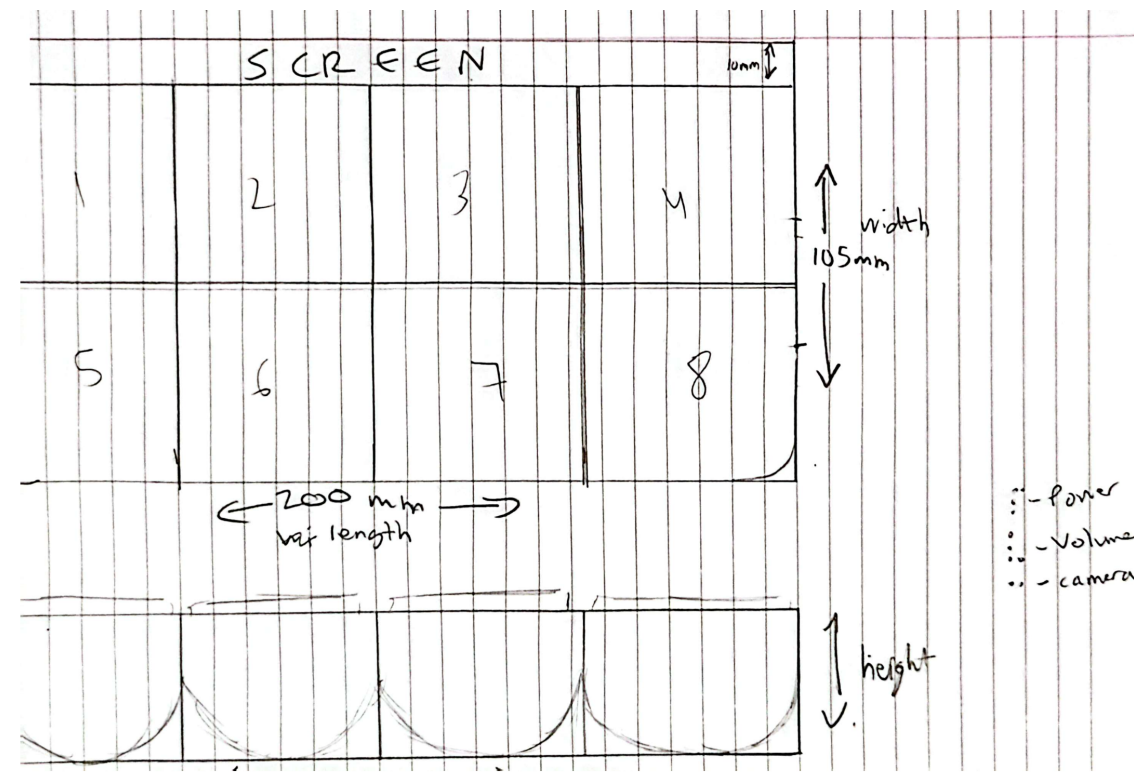 SCREEN
10mm
1 2 3 4
width
105mm
5 6 7 8
200 mm
length
- Power
- Volume
- camera
height